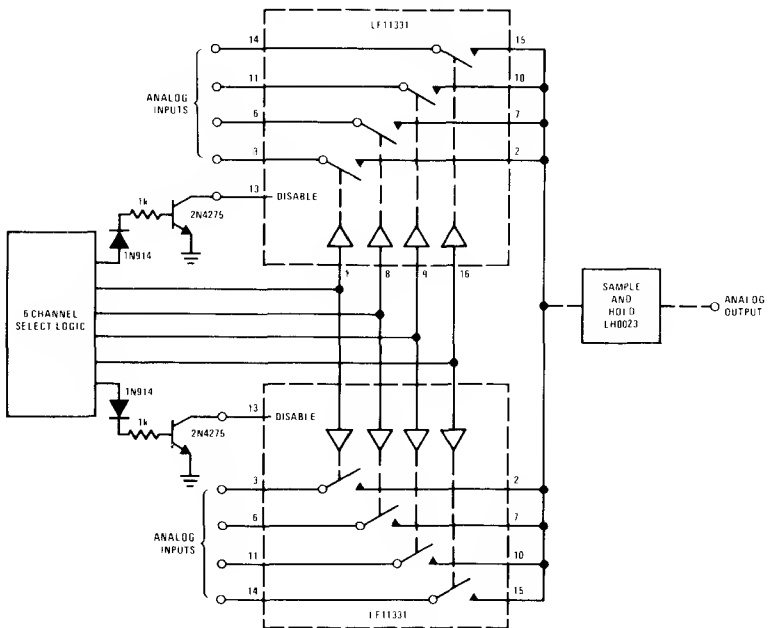 LF11331
14
15
11
10
ANALOG
INPUTS
6
7
3
2
1k
13
DISABLE
2N4275
1N914
1
8
9
16
6 CHANNEL
SELECT LOGIC
SAMPLE
AND
HOLD
LH0023
ANALOG
OUTPUT
1N914
13
DISABLE
1k
2N4275
3
2
6
7
ANALOG
INPUTS
11
10
14
15
LF11331